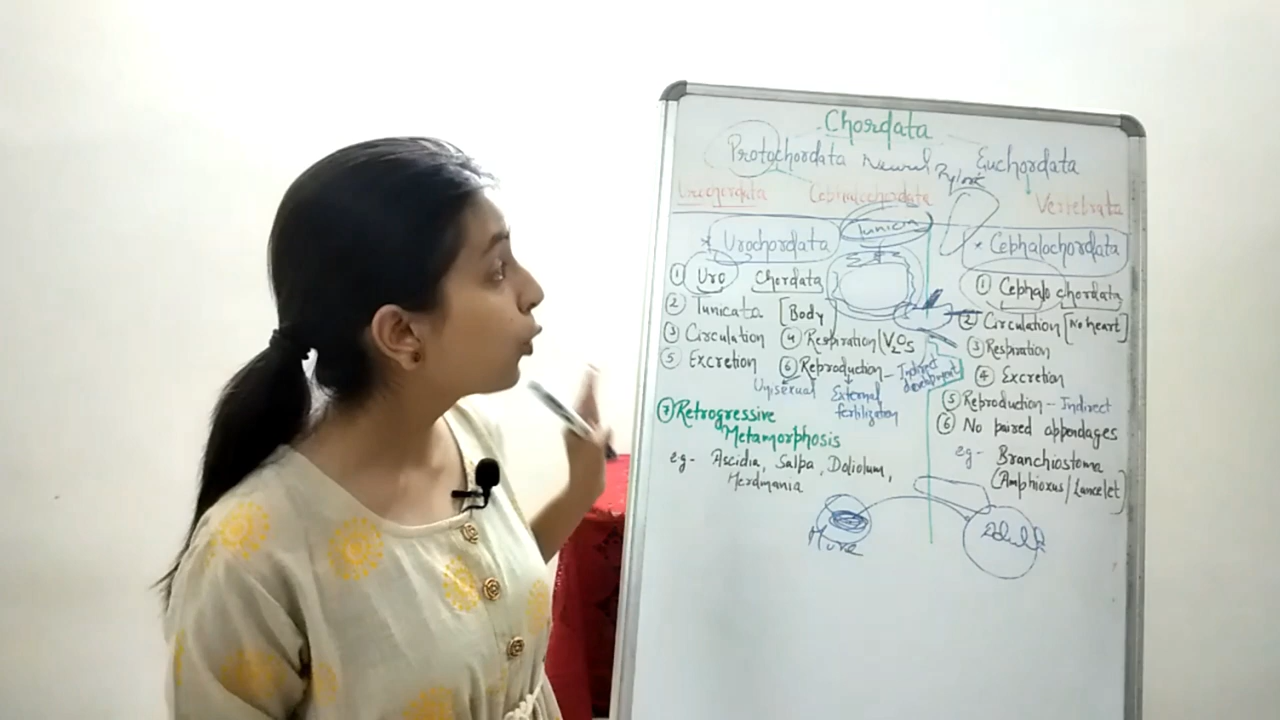 Chordata
Protochordata Neural Euchordata
Urochordata Cephalochordata Vertebrata
* Urochordata
Tunicin
① Uro Chordata
② Tunicata [Body
③ Circulation ④ Respiration V₂O₅
⑤ Excretion ⑥ Reproduction - Indirect development
Unisexual External fertilization
⑦ Retrogressive
Metamorphosis
eg- Ascidia, Salpa, Doliolum,
Herdmania
* Cephalochordata
① Cephalo chordata
② Circulation [No heart]
③ Respiration
④ Excretion
⑤ Reproduction - Indirect
⑥ No paired appendages
eg- Branchiostoma
[Amphioxus/Lancelet]
Adult